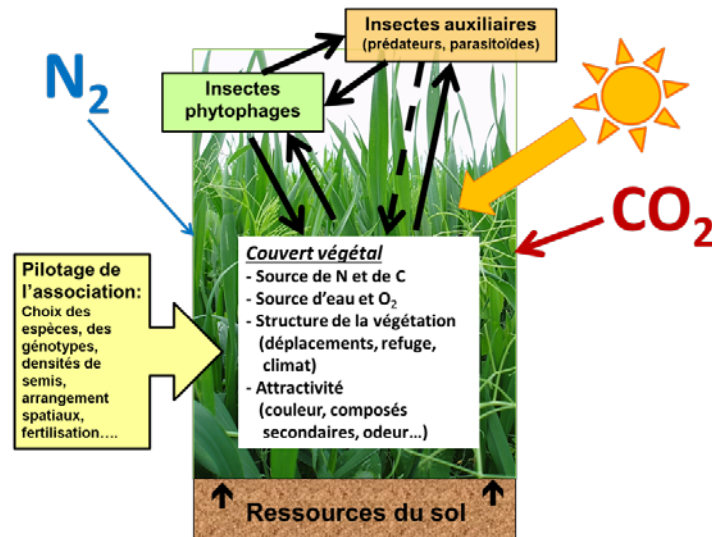 Insectes auxiliaires
(prédateurs, parasitoïdes)
N₂
Insectes
phytophages
CO₂
Pilotage de
l'association:
Choix des
espèces, des
génotypes,
densités de
semis,
arrangement
spatiaux,
fertilisation….
Couvert végétal
- Source de N et de C
- Source d'eau et O₂
- Structure de la végétation
(déplacements, refuge,
climat)
- Attractivité
(couleur, composés
secondaires, odeur…)
Ressources du sol